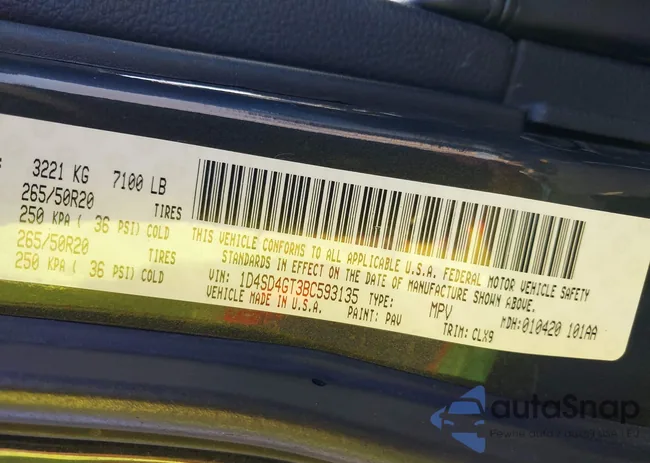 3221 KG 7100 LB
265/50R20 TIRES
250 KPA ( 36 PSI) COLD
265/50R20 TIRES
250 KPA ( 36 PSI) COLD
THIS VEHICLE CONFORMS TO ALL APPLICABLE U.S.A. FEDERAL MOTOR VEHICLE SAFETY
STANDARDS IN EFFECT ON THE DATE OF MANUFACTURE SHOWN ABOVE.
VIN: 1D4SD4GT3BC593135 TYPE: MPV MDH:010420 101AA
VEHICLE MADE IN U.S.A. PAINT: PAV TRIM: CLX9
autoSnap